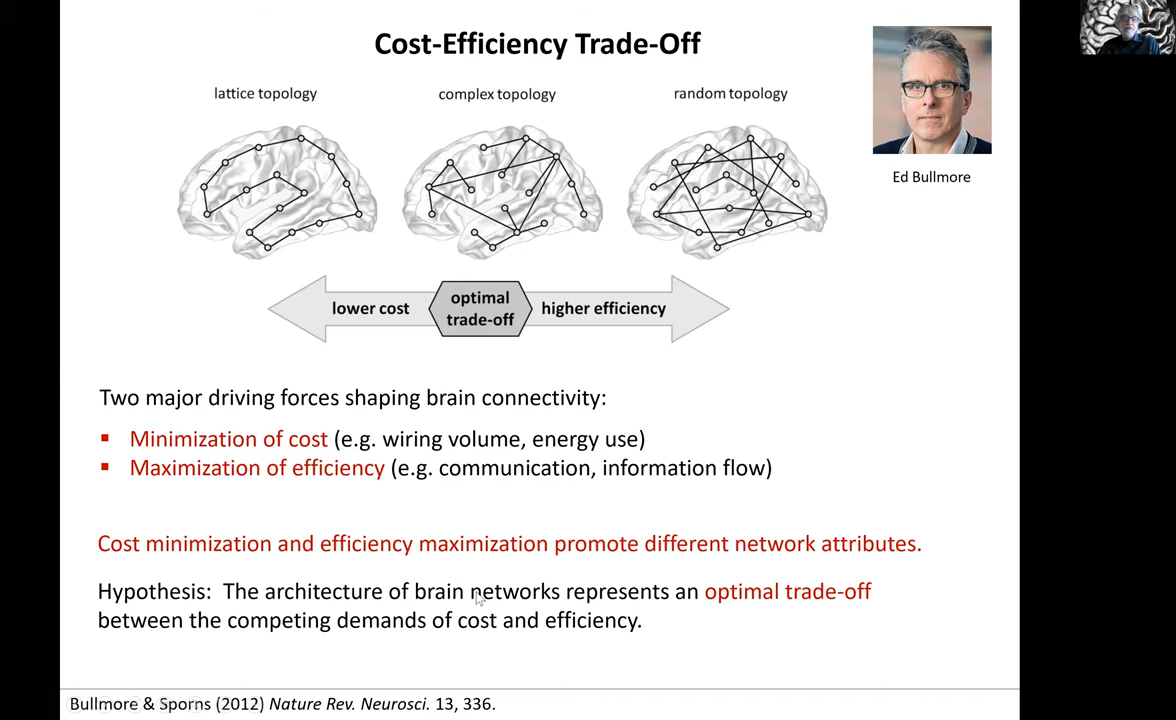 Cost-Efficiency Trade-Off
lattice topology
complex topology
random topology
Ed Bullmore
lower cost
optimal
trade-off
higher efficiency
Two major driving forces shaping brain connectivity:
▪ Minimization of cost (e.g. wiring volume, energy use)
▪ Maximization of efficiency (e.g. communication, information flow)
Cost minimization and efficiency maximization promote different network attributes.
Hypothesis: The architecture of brain networks represents an optimal trade-off
between the competing demands of cost and efficiency.
Bullmore & Sporns (2012) Nature Rev. Neurosci. 13, 336.